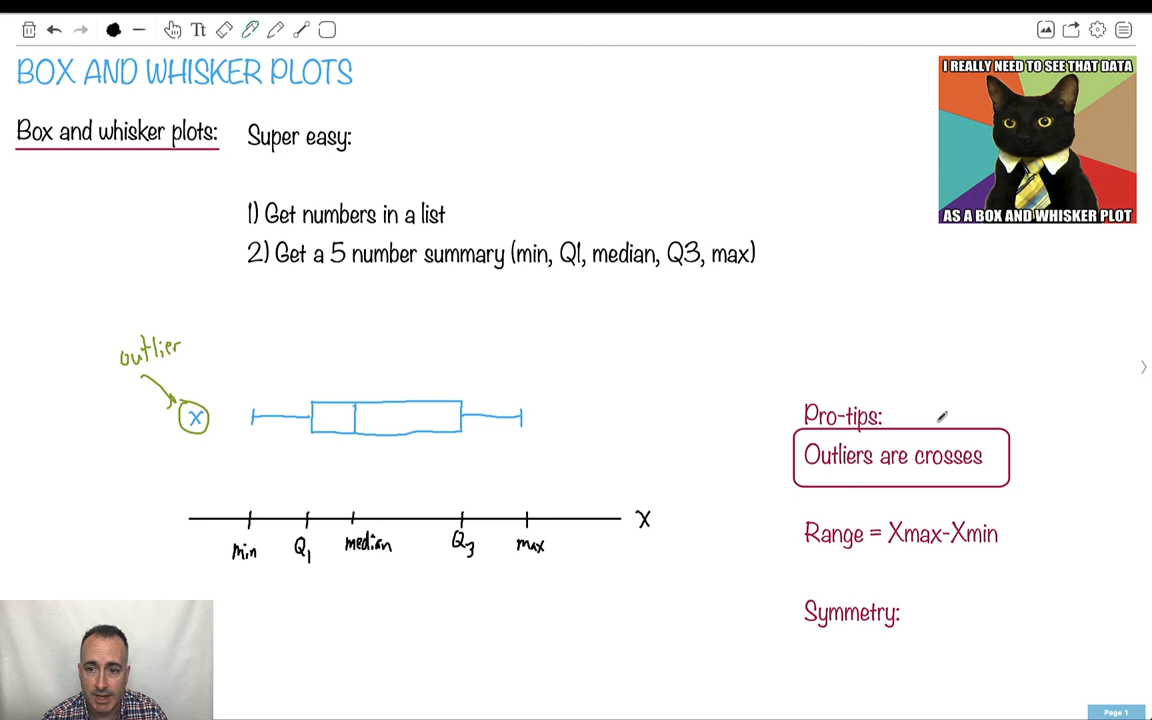 Tt
BOX AND WHISKER PLOTS
I REALLY NEED TO SEE THAT DATA
AS A BOX AND WHISKER PLOT
Box and whisker plots:
Super easy:
1) Get numbers in a list
2) Get a 5 number summary (min, Q1, median, Q3, max)
outlier
X
Pro-tips:
Outliers are crosses
Range = Xmax-Xmin
Symmetry:
X
min Q1 median Q3 max
Page 1